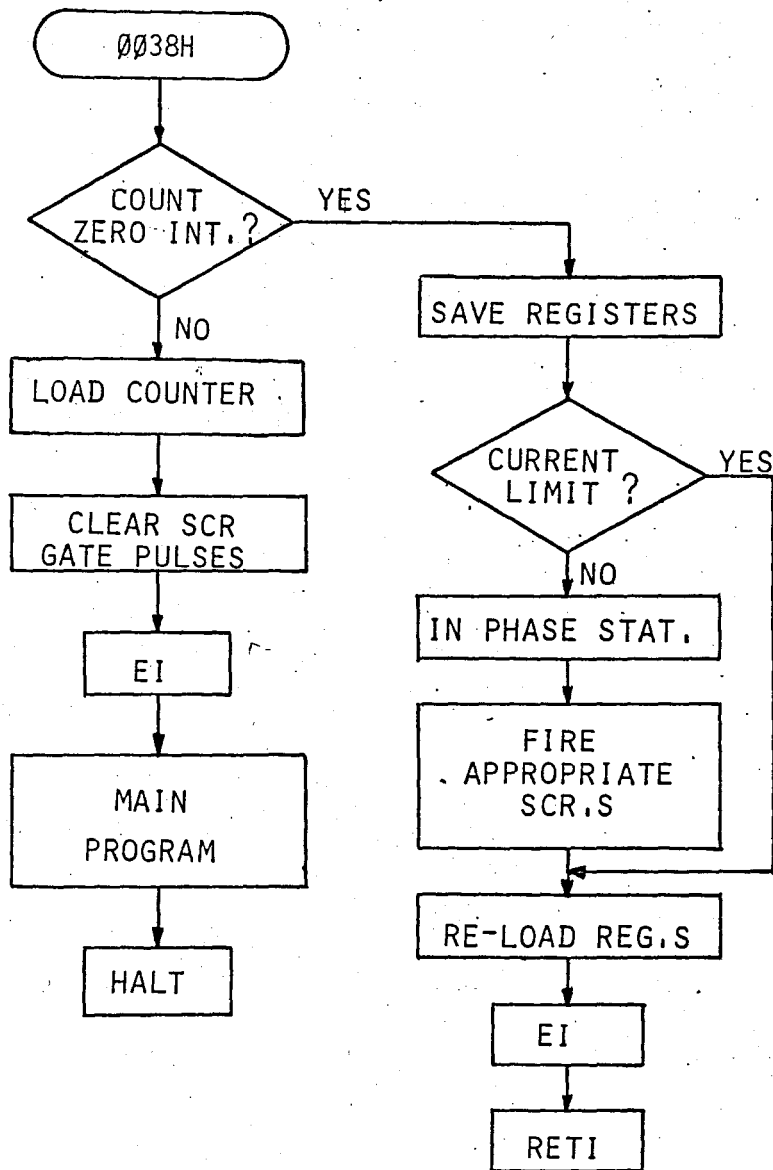 ØØ38H
COUNT
ZERO INT.?
YES
NO
LOAD COUNTER
CLEAR SCR
GATE PULSES
EI
MAIN
PROGRAM
HALT
SAVE REGISTERS
CURRENT
LIMIT ?
YES
NO
IN PHASE STAT.
FIRE
APPROPRIATE
SCR.S
RE-LOAD REG.S
EI
RETI